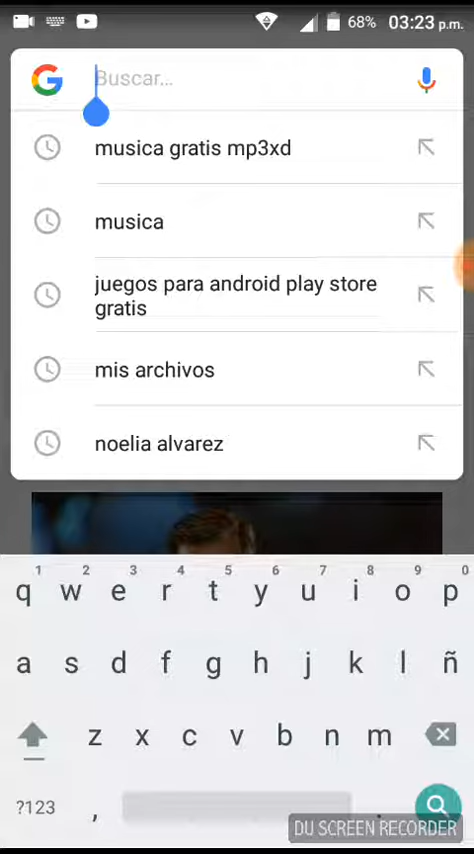 68% 03:23 p.m.
Buscar...
musica gratis mp3xd
musica
juegos para android play store
gratis
mis archivos
noelia alvarez
1 2 3 4 5 6 7 8 9 0
q w e r t y u i o p
a s d f g h j k l ñ
z x c v b n m
?123 , .
DU SCREEN RECORDER